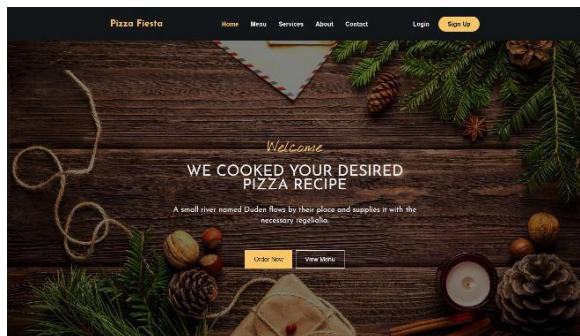 Pizza Fiesta Home Menu Services About Contact Login Sign Up
Welcome
WE COOKED YOUR DESIRED
PIZZA RECIPE
A small river named Duden flows by their place and supplies it with the
necessary regelialia.
Order Now View Menu